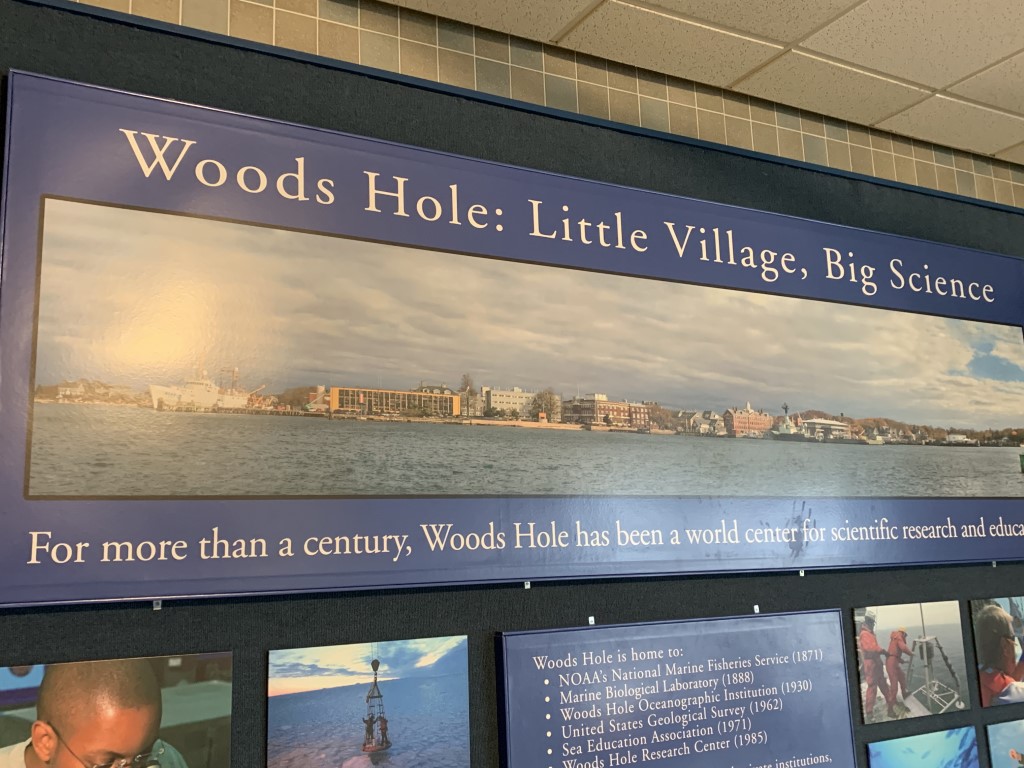 Woods Hole: Little Village, Big Science
For more than a century, Woods Hole has been a world center for scientific research and educa
Woods Hole is home to:
• NOAA's National Marine Fisheries Service (1871)
• Marine Biological Laboratory (1888)
• Woods Hole Oceanographic Institution (1930)
• United States Geological Survey (1962)
• Sea Education Association (1971)
• Woods Hole Research Center (1985)
institutions,